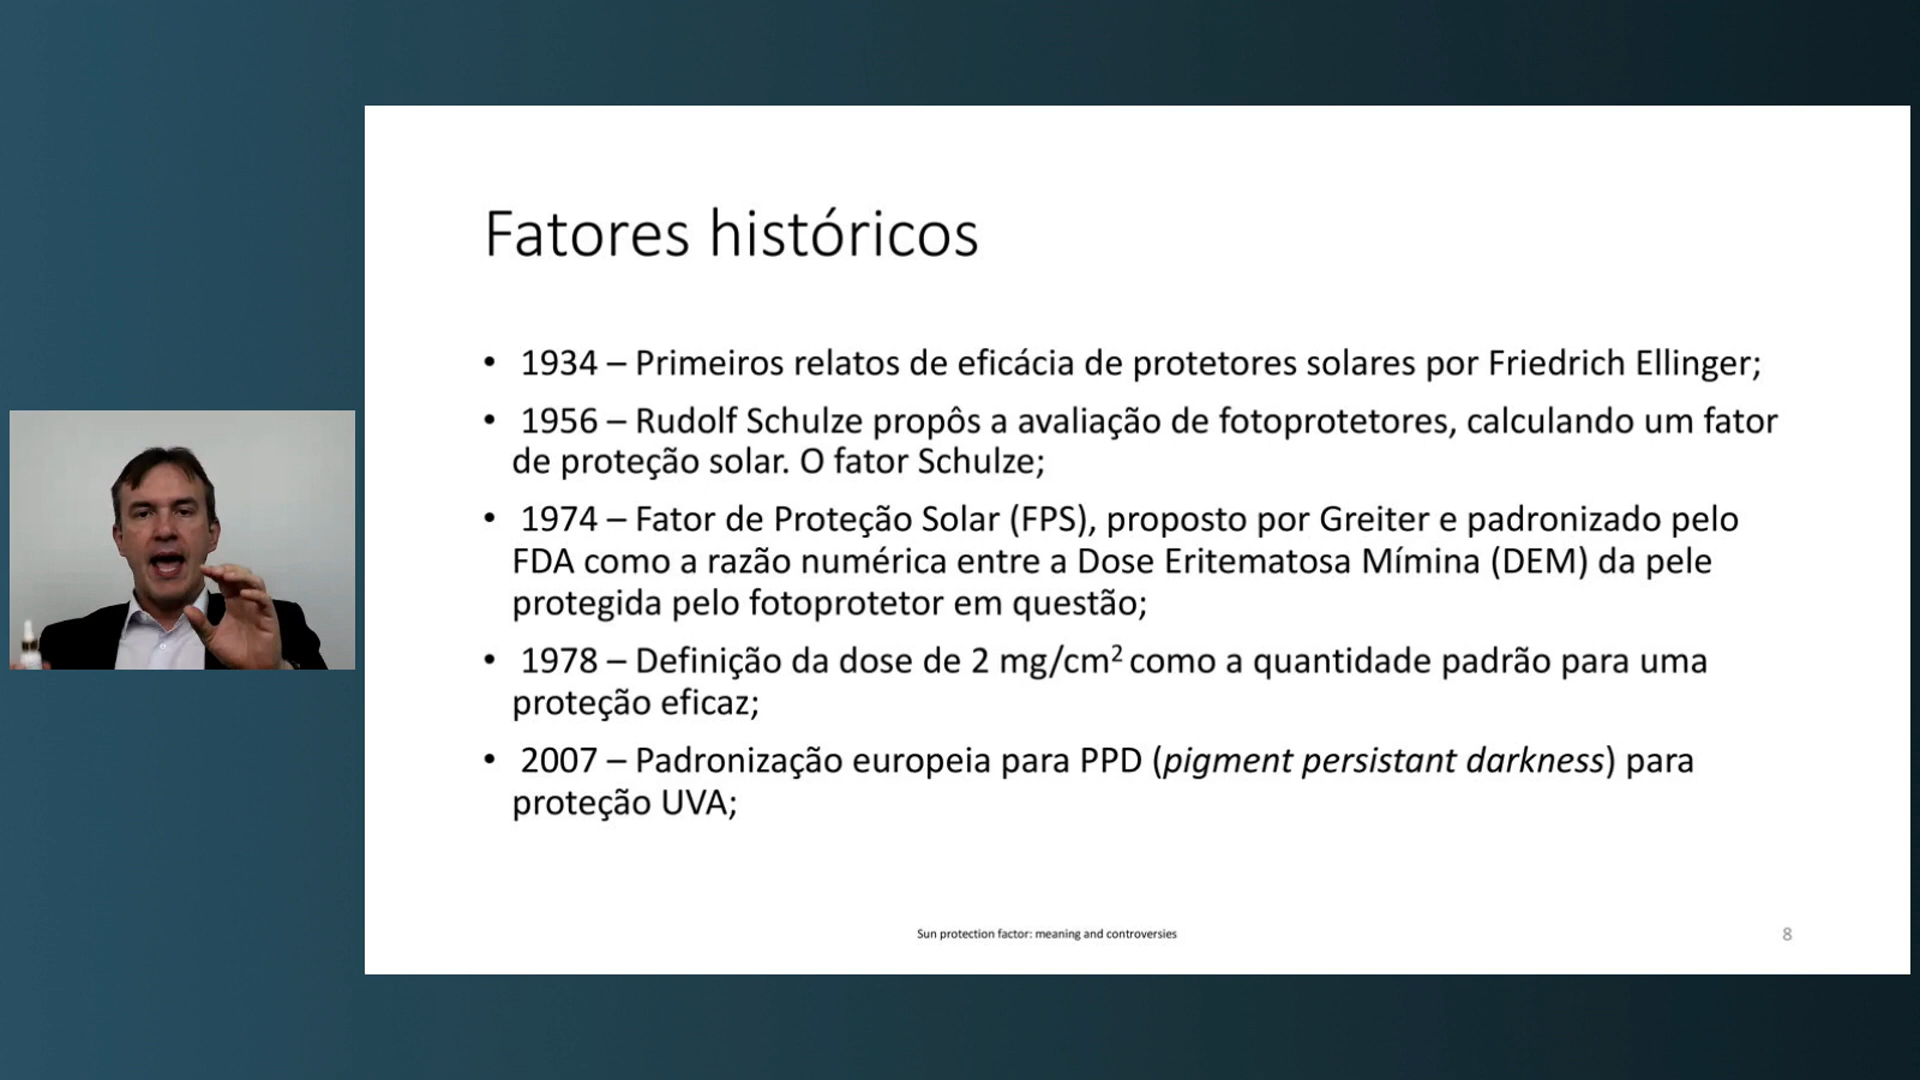 Fatores históricos
• 1934 – Primeiros relatos de eficácia de protetores solares por Friedrich Ellinger;
• 1956 – Rudolf Schulze propôs a avaliação de fotoprotetores, calculando um fator
de proteção solar. O fator Schulze;
• 1974 – Fator de Proteção Solar (FPS), proposto por Greiter e padronizado pelo
FDA como a razão numérica entre a Dose Eritematosa Mímina (DEM) da pele
protegida pelo fotoprotetor em questão;
• 1978 – Definição da dose de 2 mg/cm² como a quantidade padrão para uma
proteção eficaz;
• 2007 – Padronização europeia para PPD (pigment persistant darkness) para
proteção UVA;
Sun protection factor: meaning and controversies
8